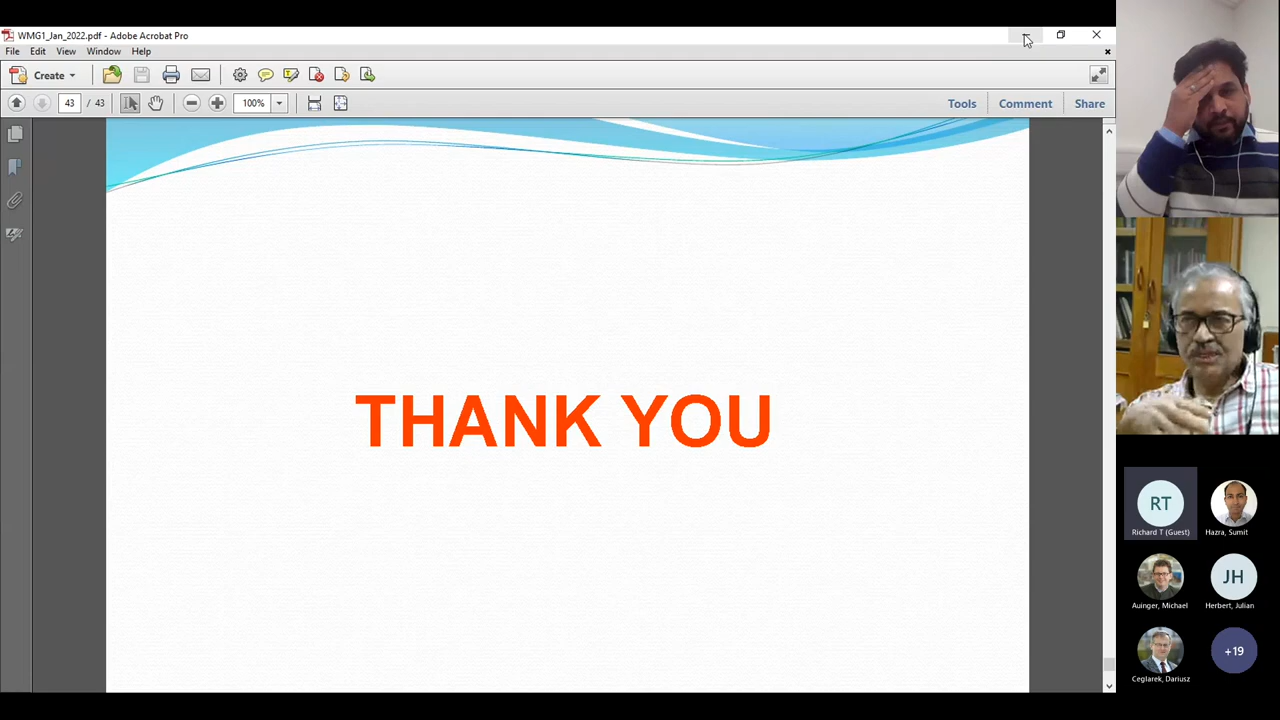 WMG1_Jan_2022.pdf - Adobe Acrobat Pro
File Edit View Window Help
Create
43 / 43 100% Tools Comment Share
THANK YOU
RT
Richard T (Guest) Hazra, Sumit
JH
Auinger, Michael Herbert, Julian
+19
Ceglarek, Dariusz